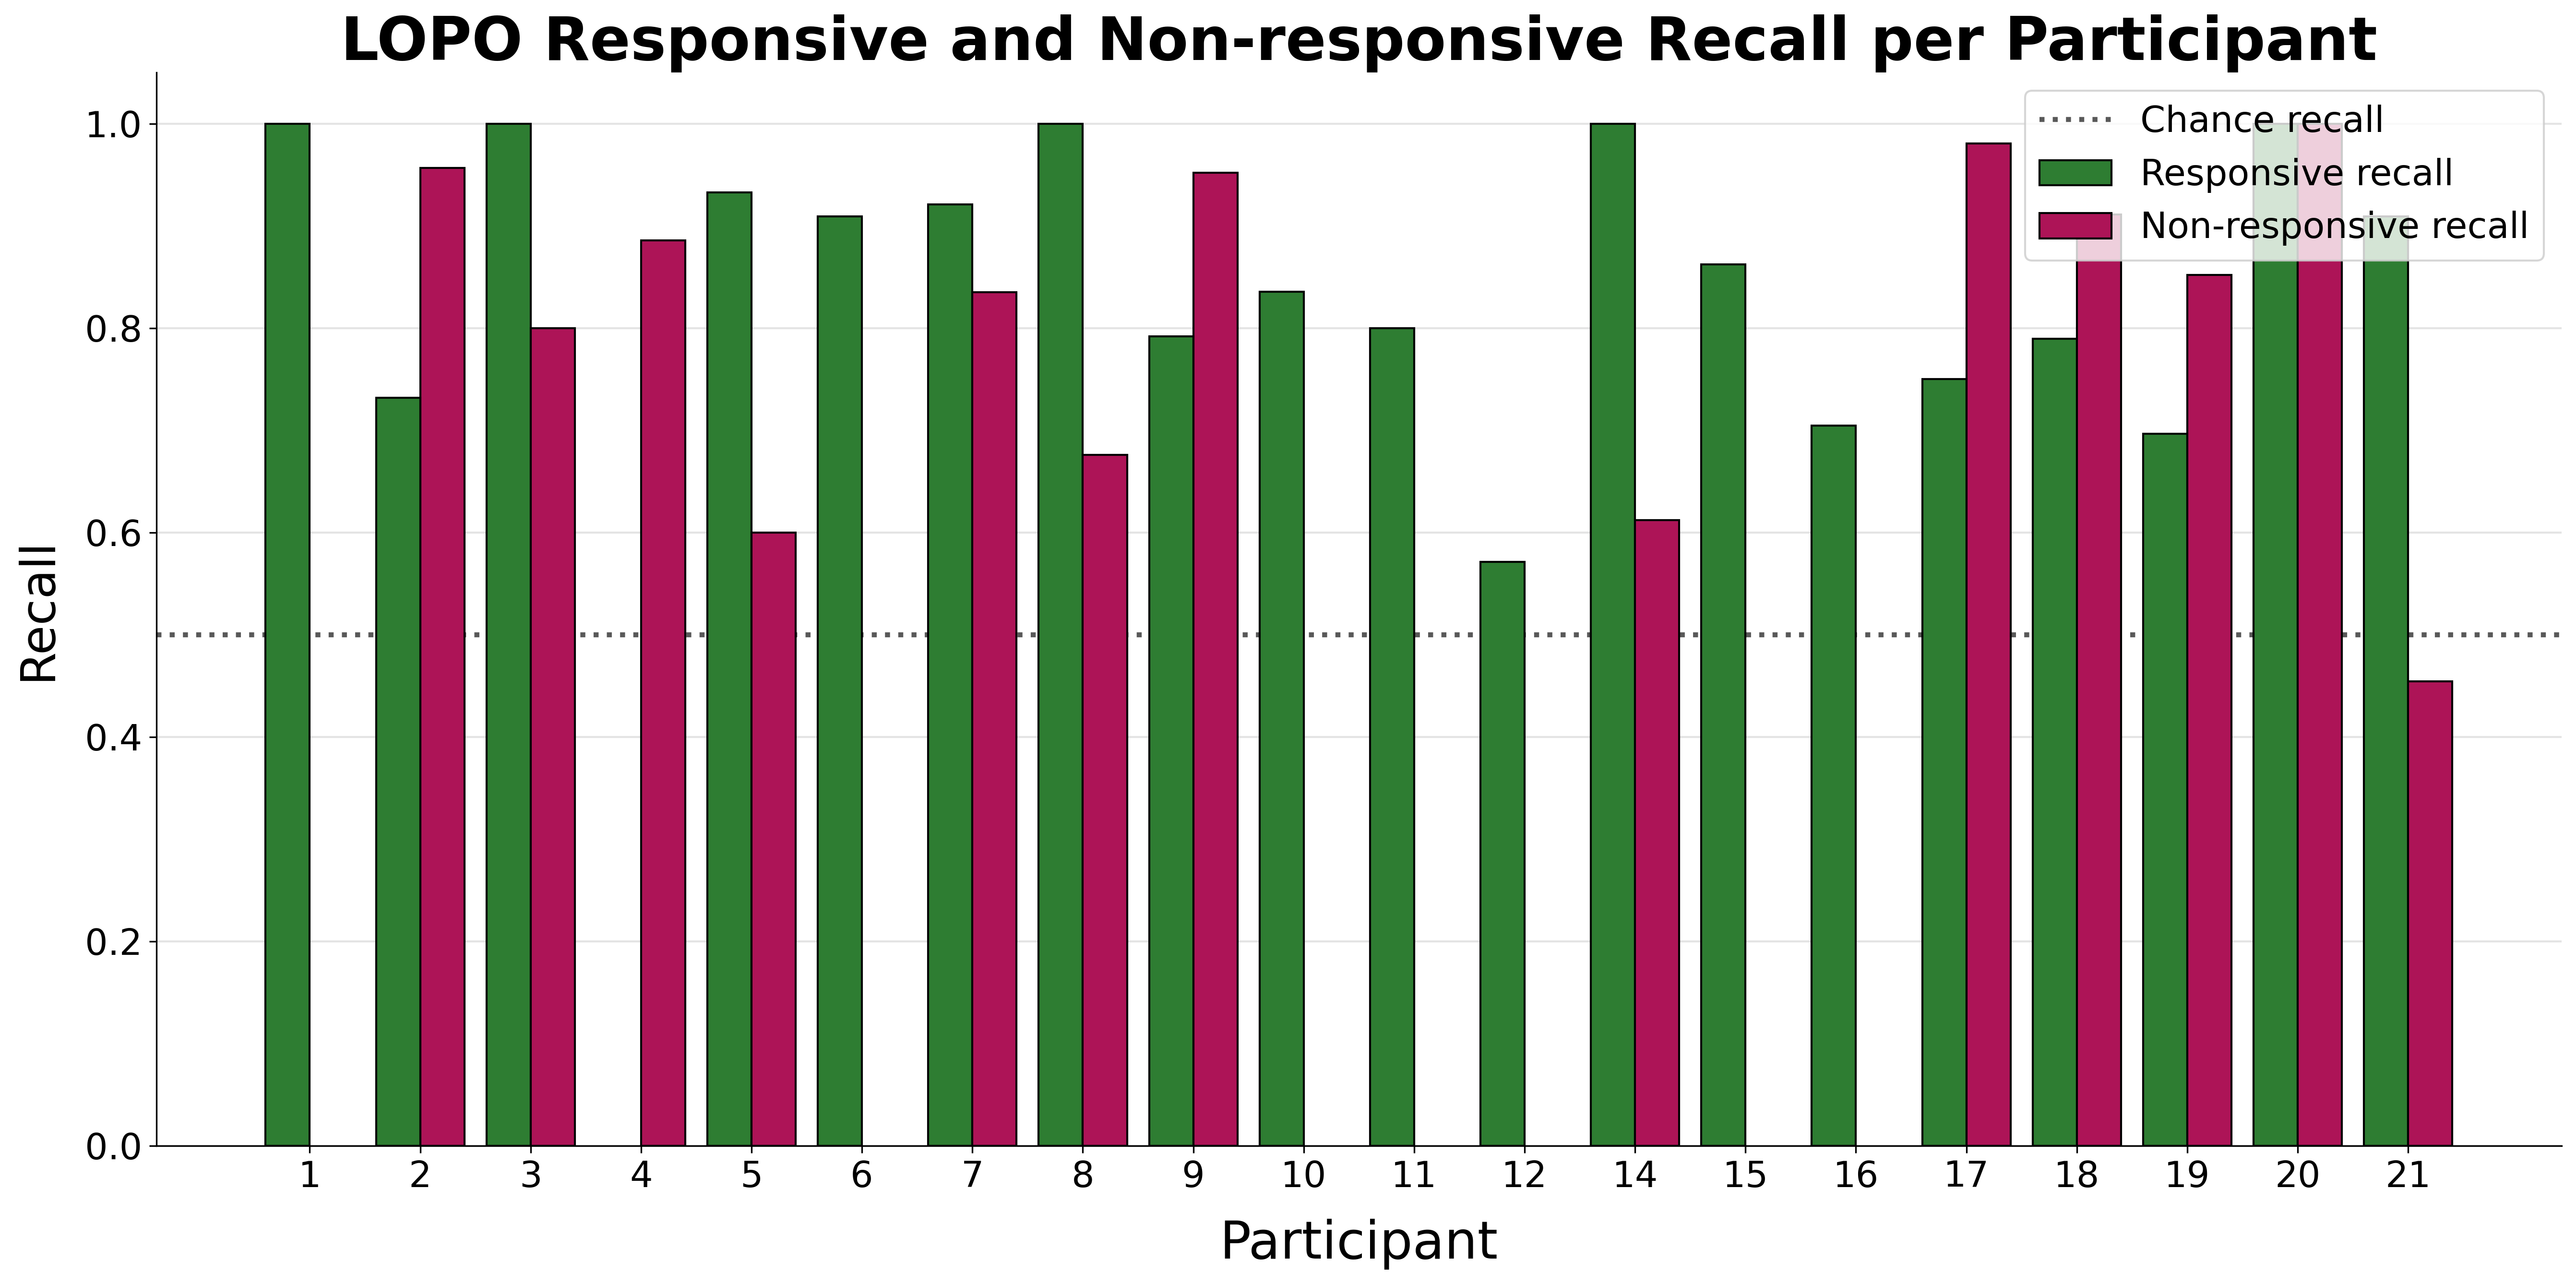 LOPO Responsive and Non-responsive Recall per Participant
Chance recall
Responsive recall
Non-responsive recall
Recall
1.0
0.8
0.6
0.4
0.2
0.0
1 2 3 4 5 6 7 8 9 10 11 12 14 15 16 17 18 19 20 21
Participant